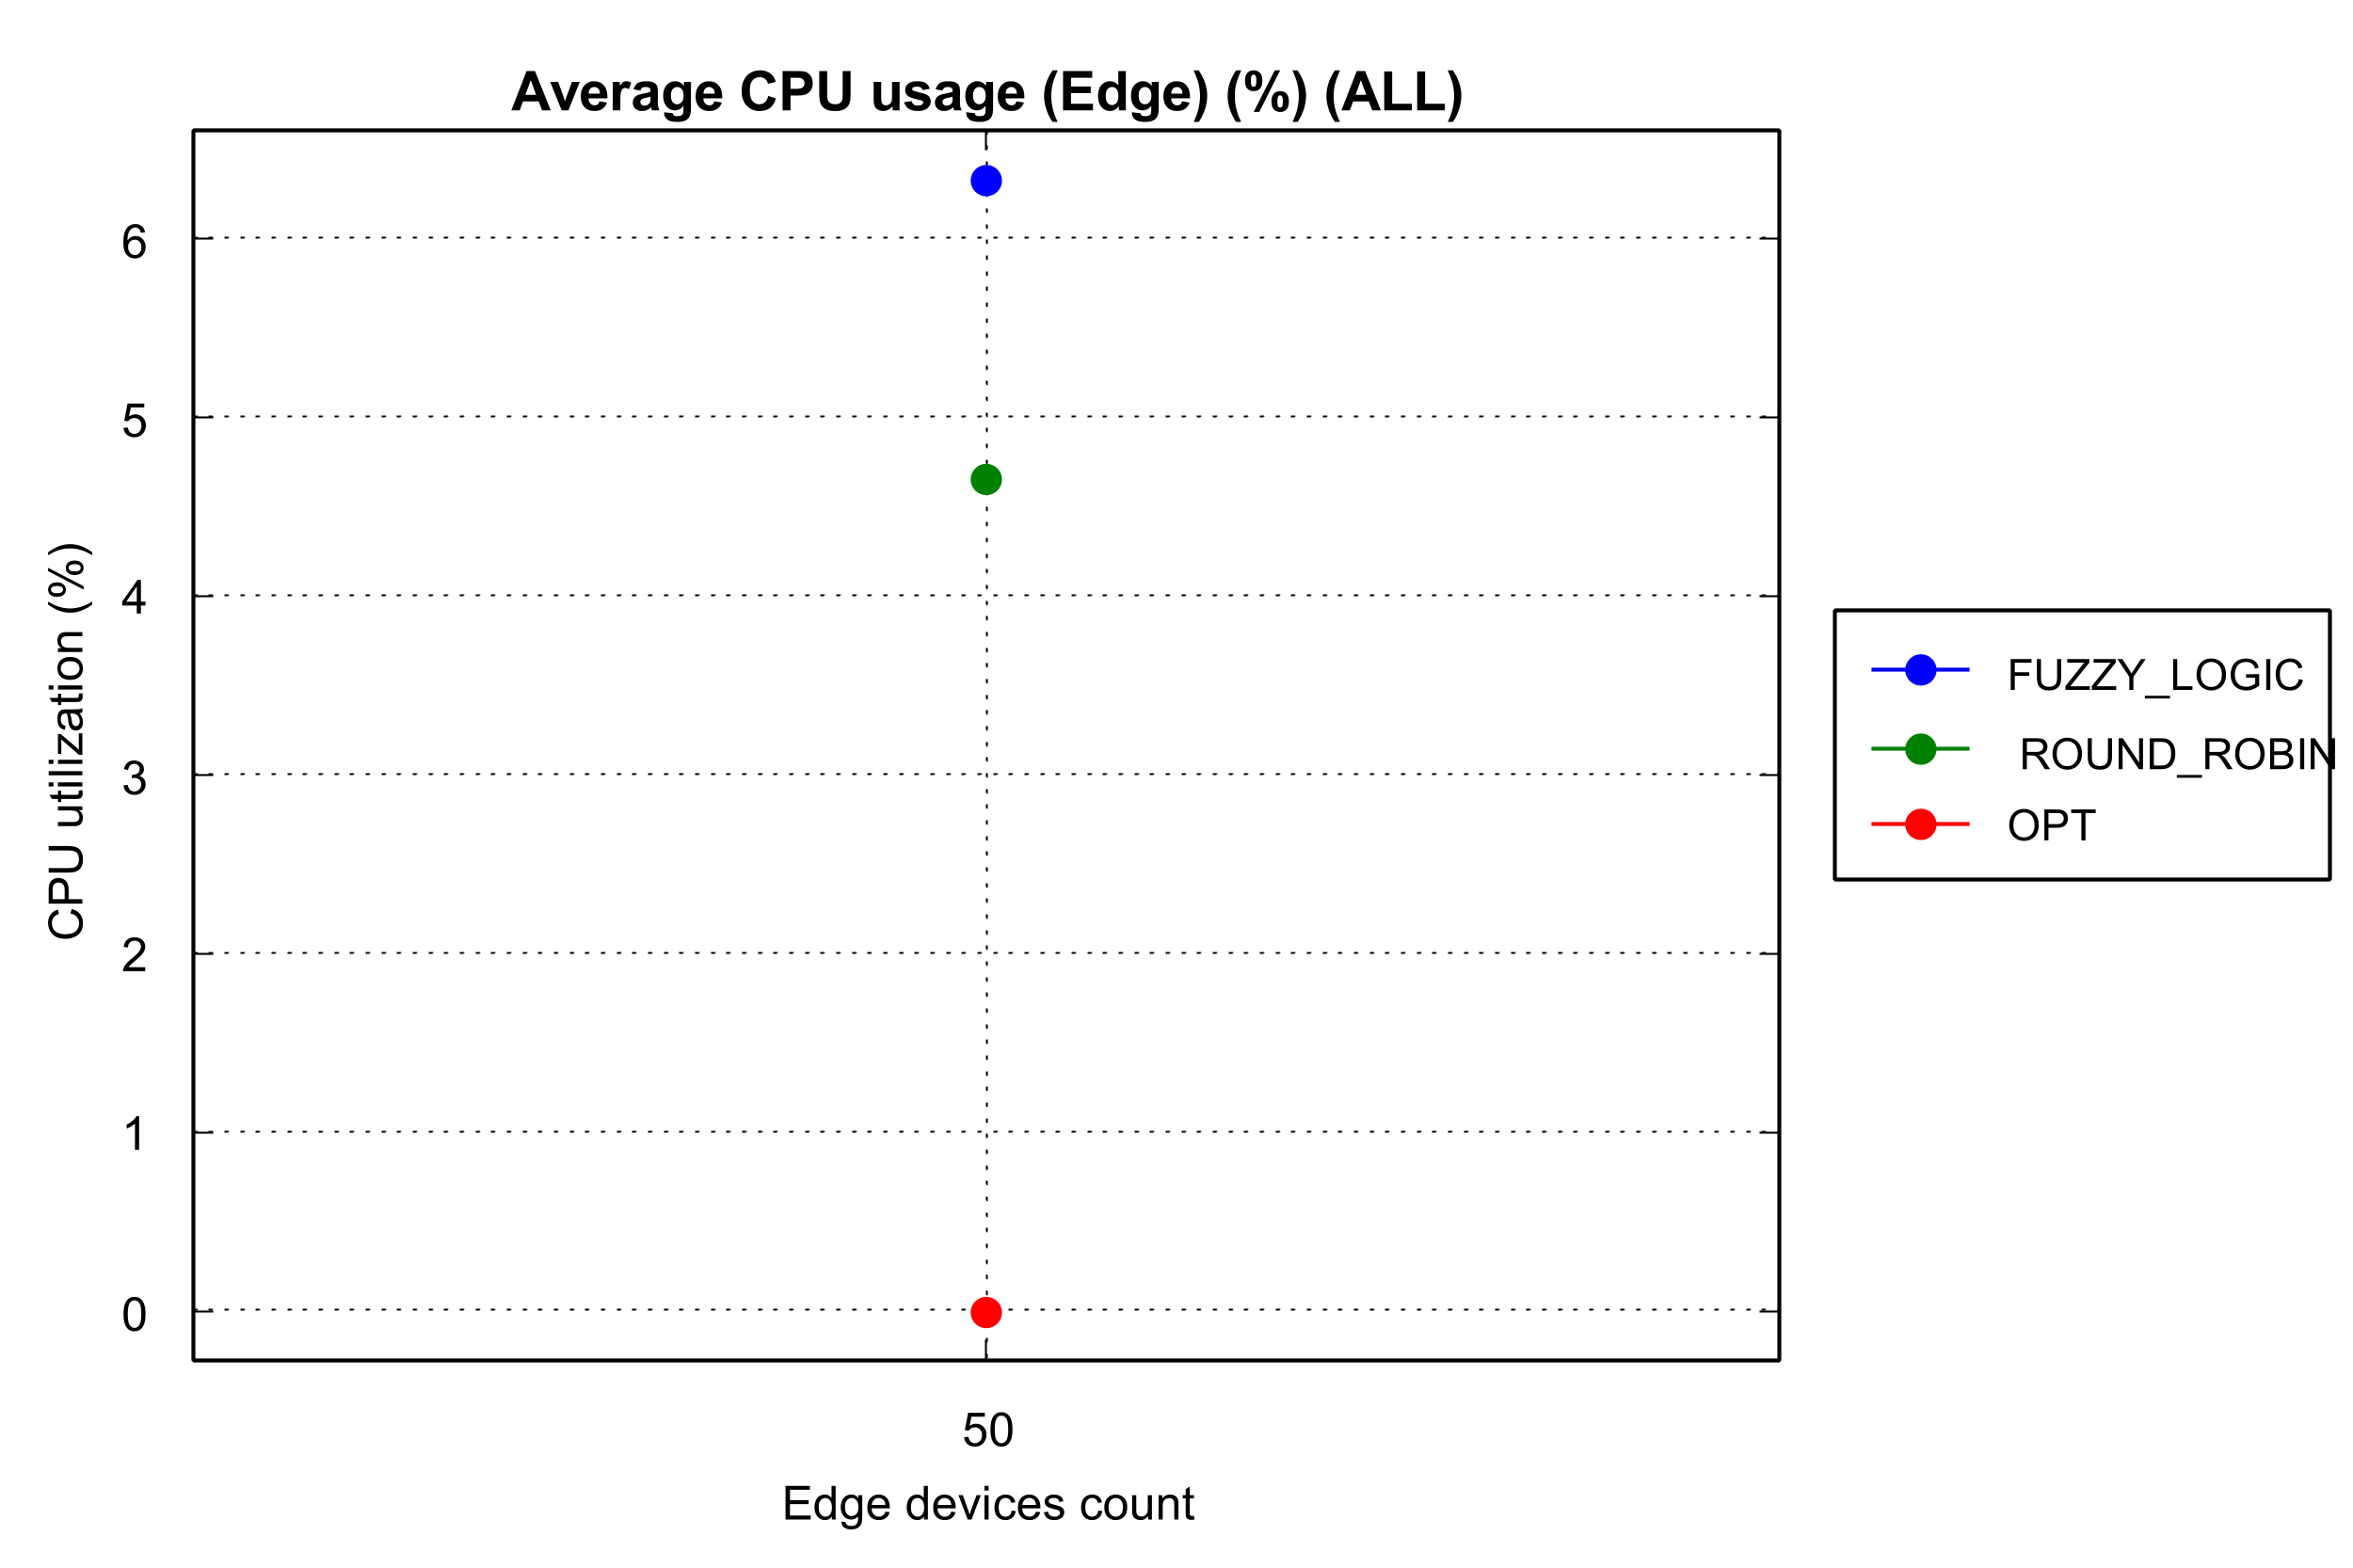 Average CPU usage (Edge) (%) (ALL)
CPU utilization (%)
6
5
4
3
2
1
0
50
Edge devices count
FUZZY_LOGIC
ROUND_ROBIN
OPT